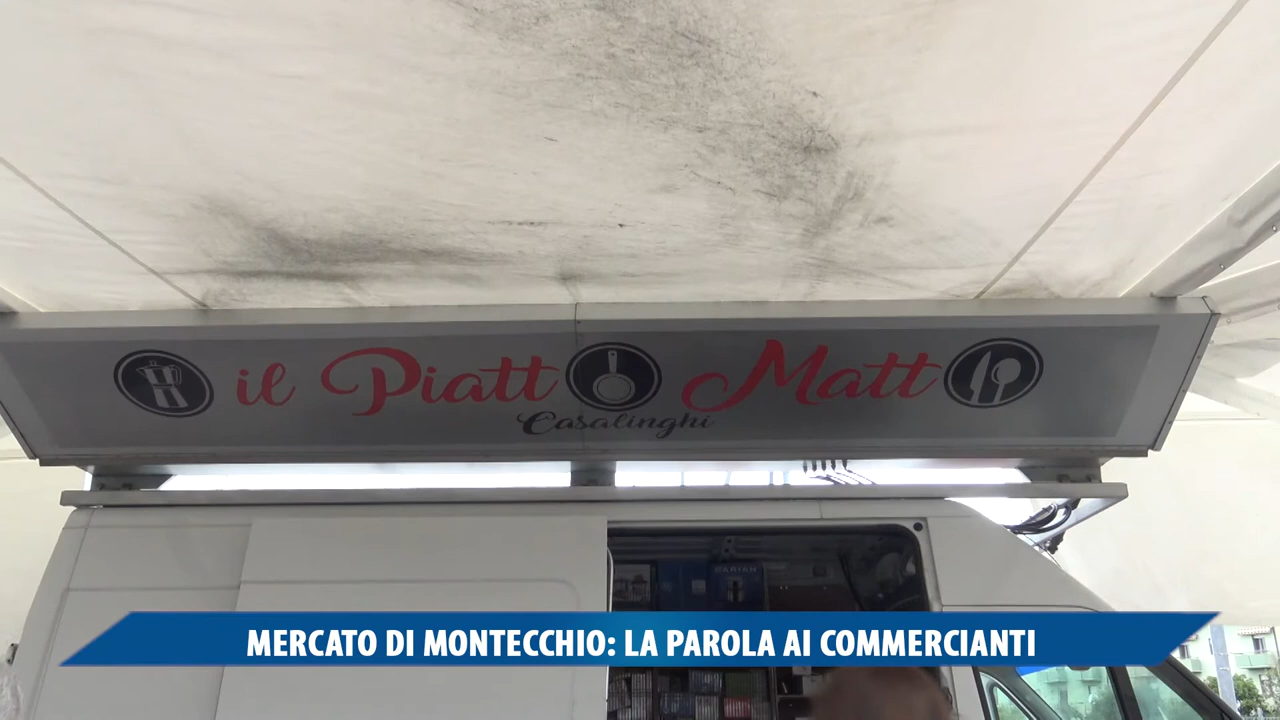 il Piatt Matt
Casalinghi
MERCATO DI MONTECCHIO: LA PAROLA AI COMMERCIANTI